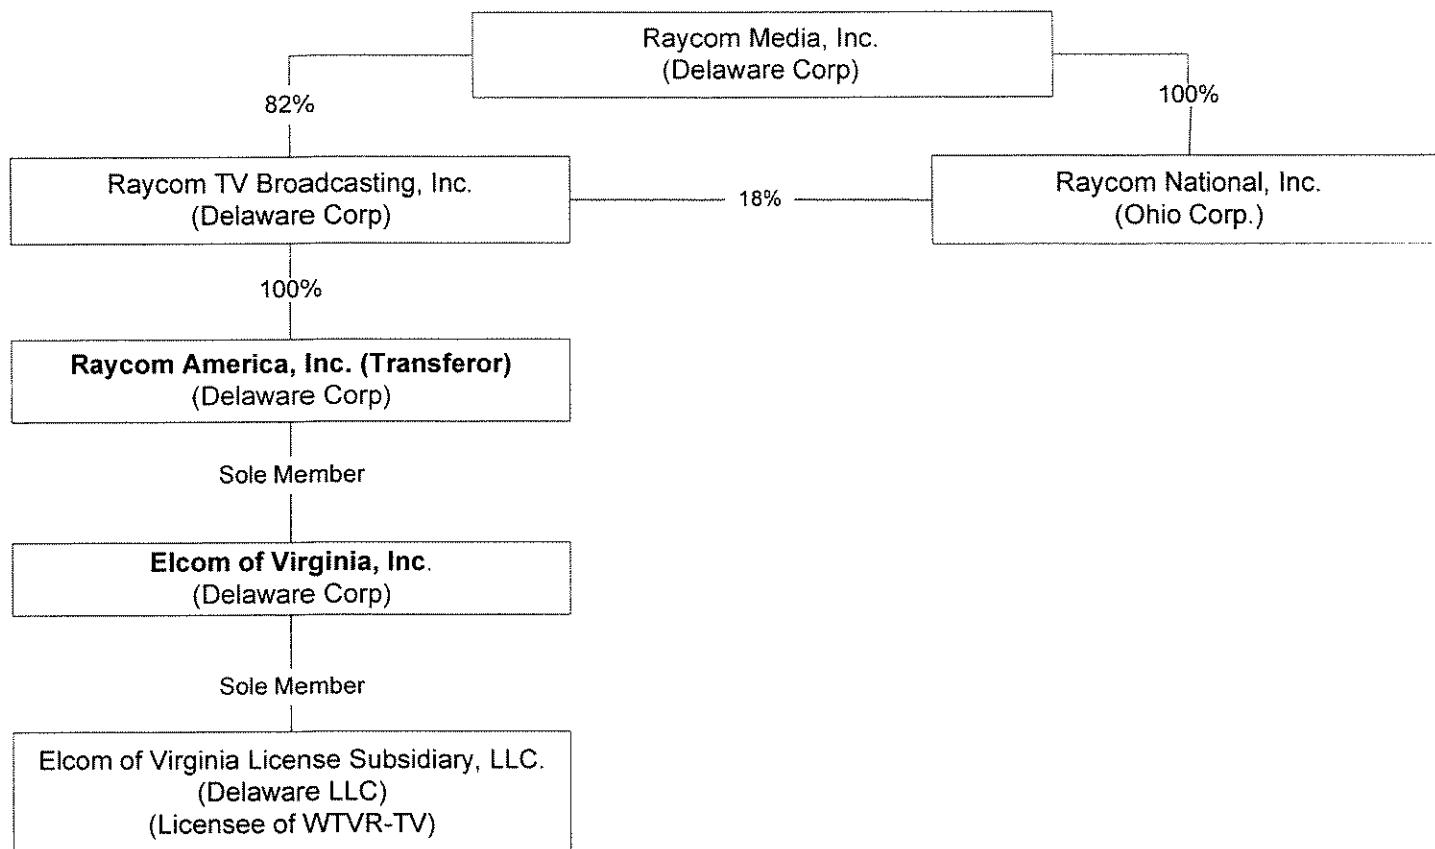 Raycom Media, Inc.
(Delaware Corp)
82%
100%
Raycom TV Broadcasting, Inc.
(Delaware Corp)
18%
Raycom National, Inc.
(Ohio Corp.)
100%
Raycom America, Inc. (Transferor)
(Delaware Corp)
Sole Member
Elcom of Virginia, Inc.
(Delaware Corp)
Sole Member
Elcom of Virginia License Subsidiary, LLC.
(Delaware LLC)
(Licensee of WTVR-TV)